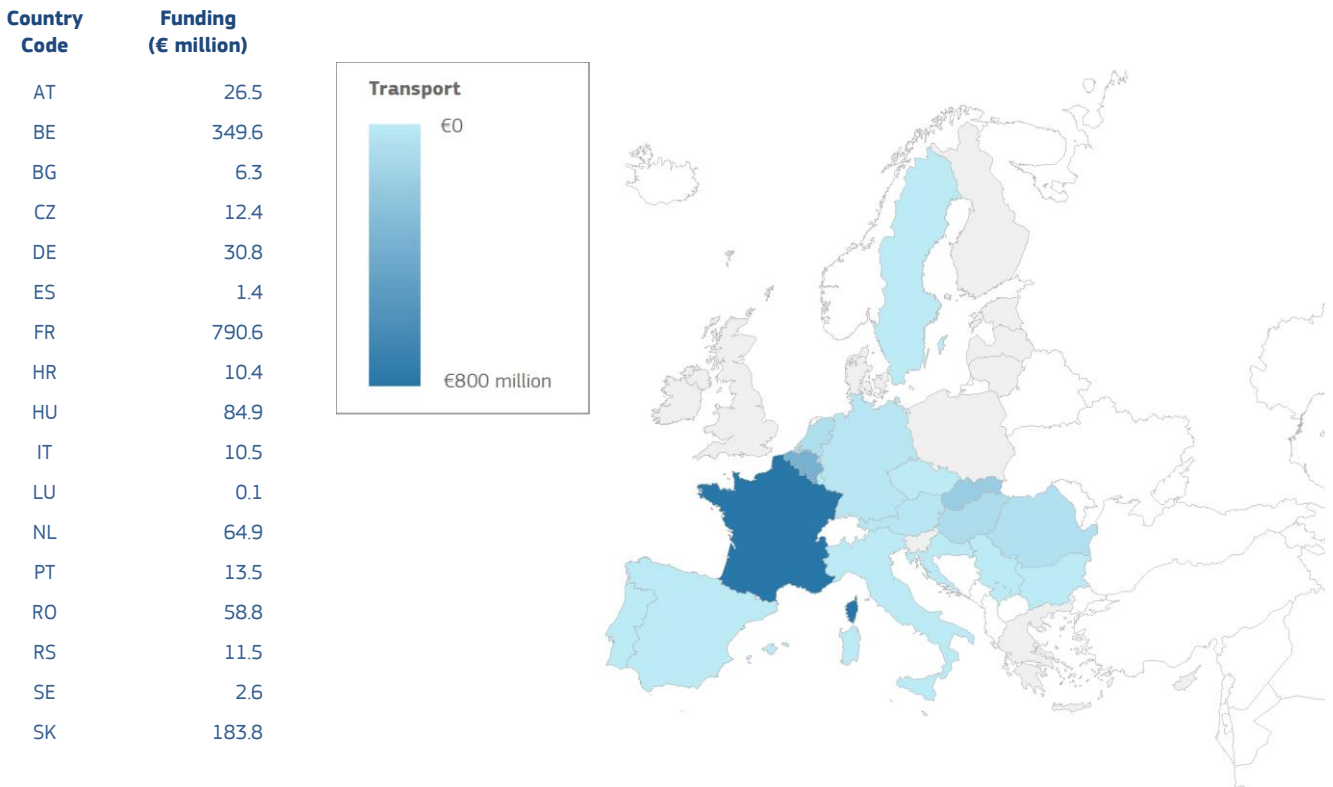 Country Code
Funding (€ million)
AT 26.5
BE 349.6
BG 6.3
CZ 12.4
DE 30.8
ES 1.4
FR 790.6
HR 10.4
HU 84.9
IT 10.5
LU 0.1
NL 64.9
PT 13.5
RO 58.8
RS 11.5
SE 2.6
SK 183.8
Transport
€0
€800 million